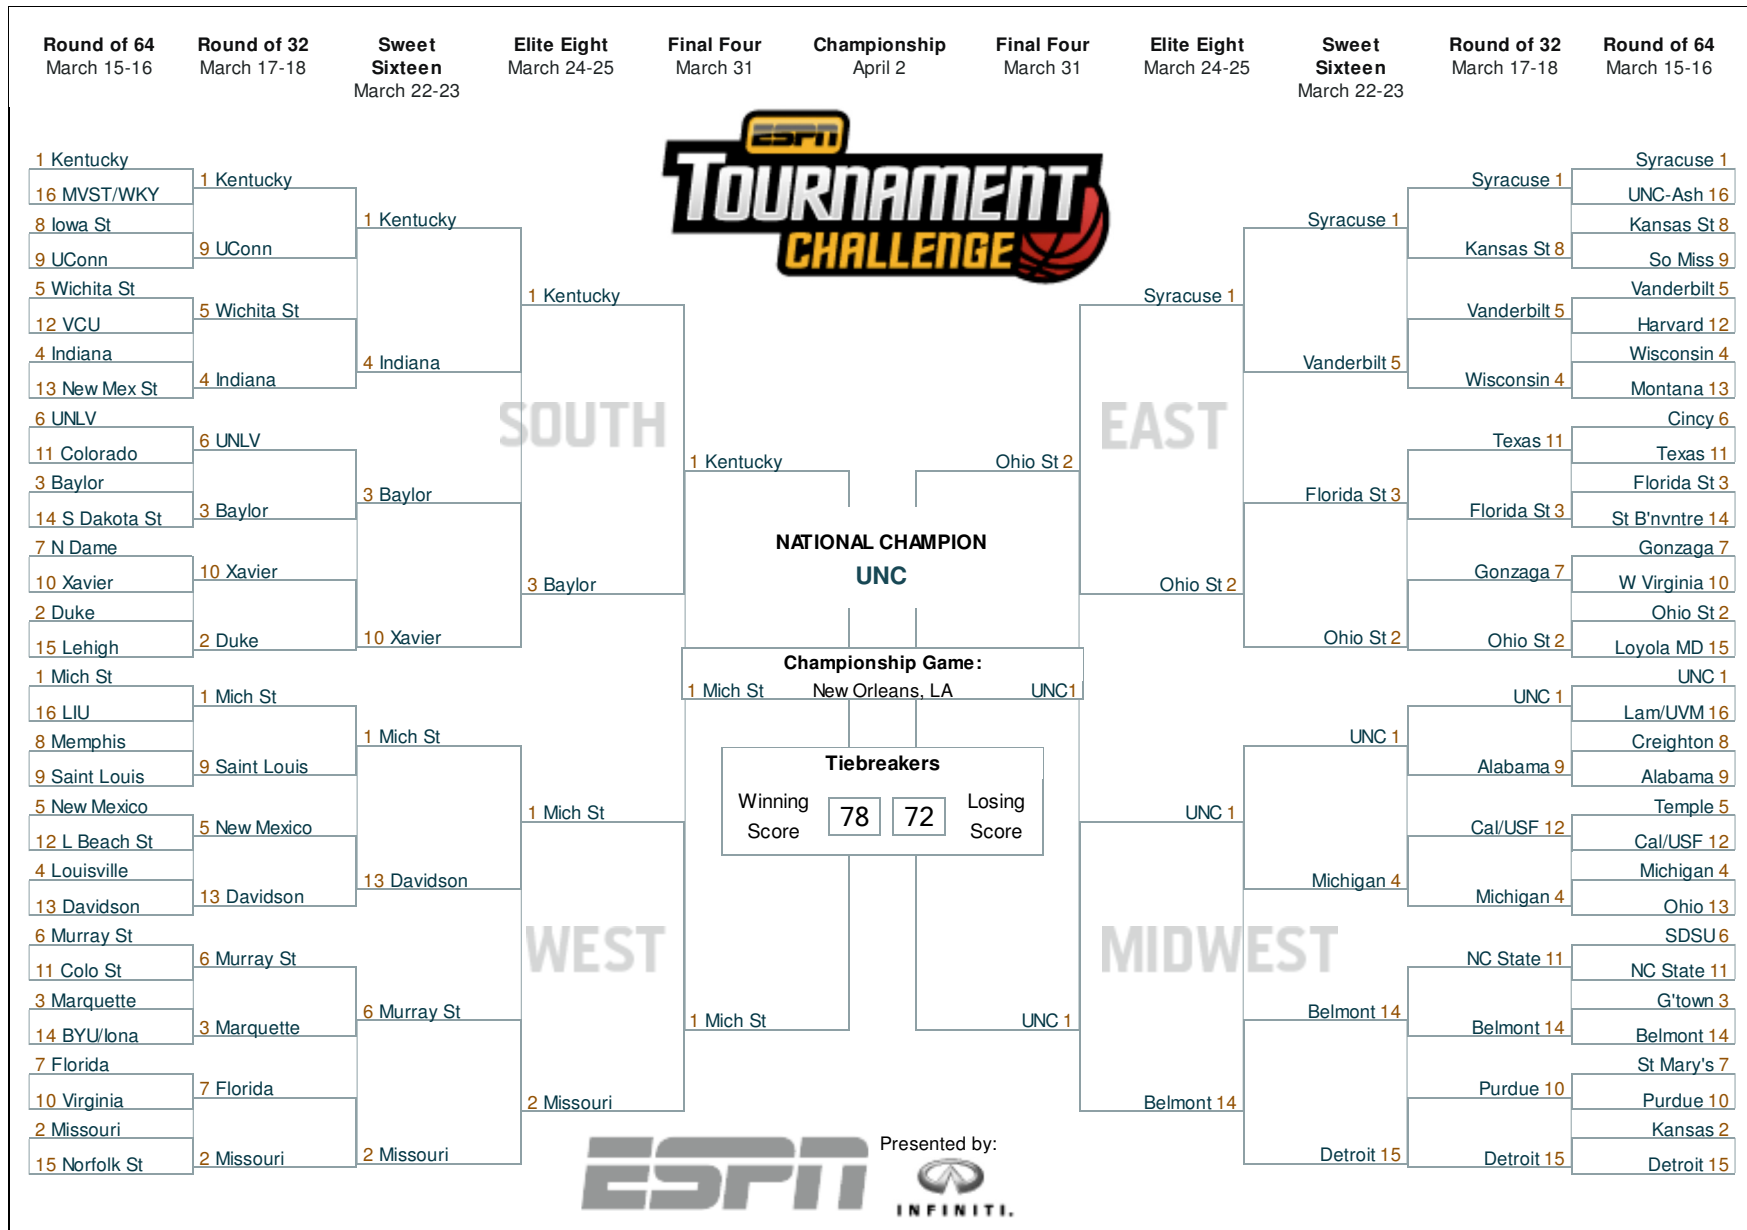 Round of 64
March 15-16
Round of 32
March 17-18
Sweet
Sixteen
March 22-23
Elite Eight
March 24-25
Final Four
March 31
Championship
April 2
Final Four
March 31
Elite Eight
March 24-25
Sweet
Sixteen
March 22-23
Round of 32
March 17-18
Round of 64
March 15-16
ESPN
TOURNAMENT
CHALLENGE
1 Kentucky
16 MVST/WKY
8 Iowa St
9 UConn
5 Wichita St
12 VCU
4 Indiana
13 New Mex St
6 UNLV
11 Colorado
3 Baylor
14 S Dakota St
7 N Dame
10 Xavier
2 Duke
15 Lehigh
1 Mich St
16 LIU
8 Memphis
9 Saint Louis
5 New Mexico
12 L Beach St
4 Louisville
13 Davidson
6 Murray St
11 Colo St
3 Marquette
14 BYU/Iona
7 Florida
10 Virginia
2 Missouri
15 Norfolk St
1 Kentucky
9 UConn
5 Wichita St
4 Indiana
6 UNLV
3 Baylor
10 Xavier
2 Duke
1 Mich St
9 Saint Louis
5 New Mexico
13 Davidson
6 Murray St
3 Marquette
7 Florida
2 Missouri
1 Kentucky
4 Indiana
3 Baylor
10 Xavier
1 Mich St
13 Davidson
6 Murray St
2 Missouri
SOUTH
WEST
1 Kentucky
3 Baylor
1 Mich St
2 Missouri
1 Kentucky
1 Mich St
NATIONAL CHAMPION
UNC
Championship Game:
1 Mich St
New Orleans, LA
UNC1
Tiebreakers
Winning
Score
78
72
Losing
Score
Ohio St 2
UNC 1
EAST
MIDWEST
Syracuse 1
Ohio St 2
UNC 1
Belmont 14
Syracuse 1
Vanderbilt 5
Florida St 3
Ohio St 2
UNC 1
Michigan 4
Belmont 14
Detroit 15
Syracuse 1
Kansas St 8
Vanderbilt 5
Wisconsin 4
Texas 11
Florida St 3
Gonzaga 7
Ohio St 2
UNC 1
Alabama 9
Cal/USF 12
Michigan 4
NC State 11
Belmont 14
Purdue 10
Detroit 15
Syracuse 1
UNC-Ash 16
Kansas St 8
So Miss 9
Vanderbilt 5
Harvard 12
Wisconsin 4
Montana 13
Cincy 6
Texas 11
Florida St 3
St B'nvntre 14
Gonzaga 7
W Virginia 10
Ohio St 2
Loyola MD 15
UNC 1
Lam/UVM 16
Creighton 8
Alabama 9
Temple 5
Cal/USF 12
Michigan 4
Ohio 13
SDSU 6
NC State 11
G'town 3
Belmont 14
St Mary's 7
Purdue 10
Kansas 2
Detroit 15
ESPN
Presented by:
INFINITI.